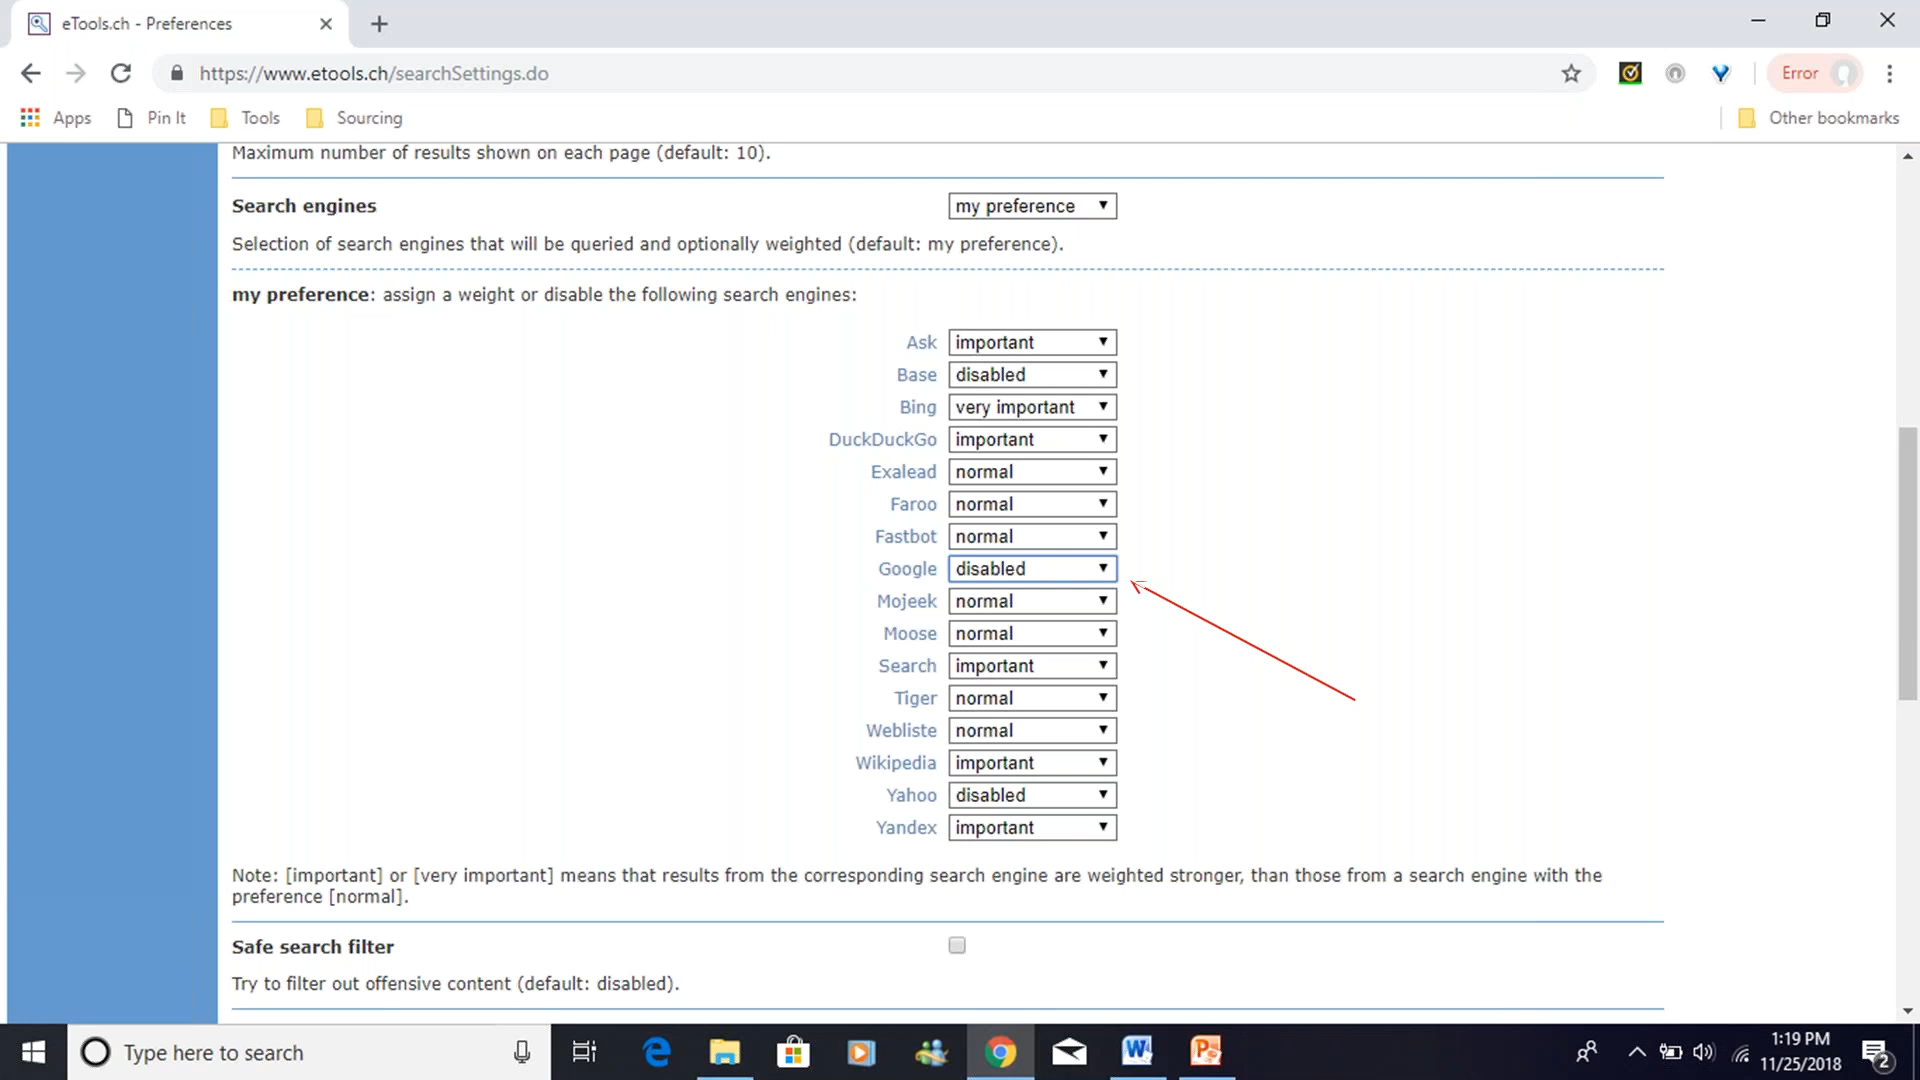 eTools.ch - Preferences
https://www.etools.ch/searchSettings.do
Error
Apps Pin It Tools Sourcing Other bookmarks
Maximum number of results shown on each page (default: 10).
Search engines my preference
Selection of search engines that will be queried and optionally weighted (default: my preference).
my preference: assign a weight or disable the following search engines:
Ask important
Base disabled
Bing very important
DuckDuckGo important
Exalead normal
Faroo normal
Fastbot normal
Google disabled
Mojeek normal
Moose normal
Search important
Tiger normal
Webliste normal
Wikipedia important
Yahoo disabled
Yandex important
Note: [important] or [very important] means that results from the corresponding search engine are weighted stronger, than those from a search engine with the
preference [normal].
Safe search filter
Try to filter out offensive content (default: disabled).
Type here to search
1:19 PM
11/25/2018
2